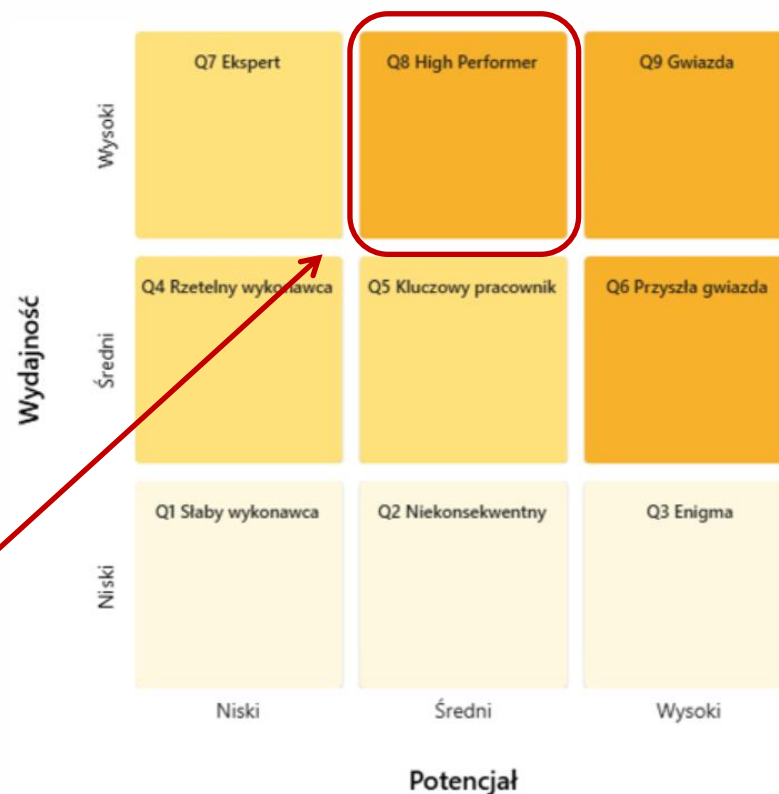 Wydajność
Wysoki
Q7 Ekspert
Q8 High Performer
Q9 Gwiazda
Średni
Q4 Rzetelny wykonawca
Q5 Kluczowy pracownik
Q6 Przyszła gwiazda
Niski
Q1 Słaby wykonawca
Q2 Niekonsekwentny
Q3 Enigma
Niski
Średni
Wysoki
Potencjał